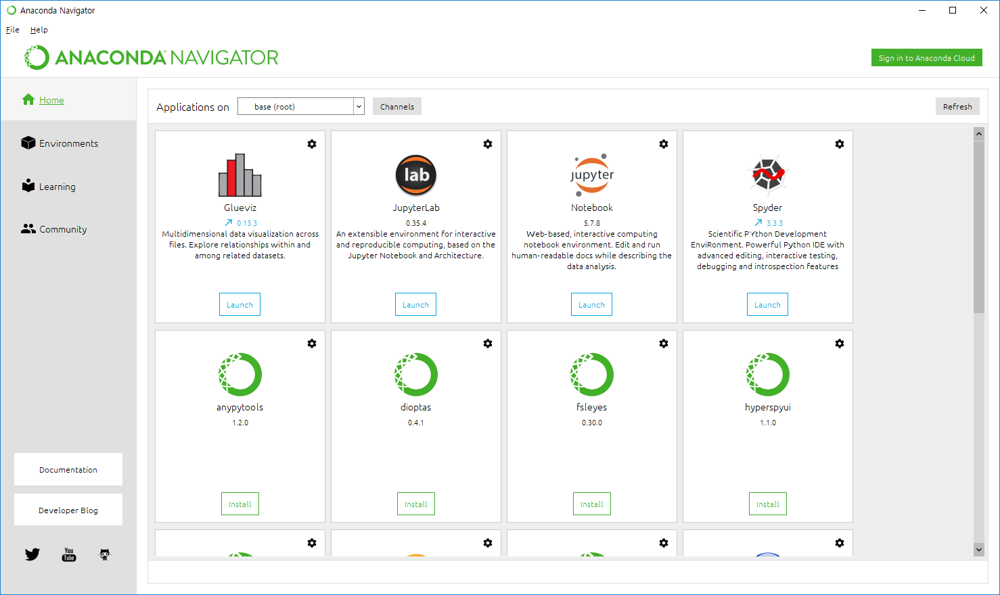 Anaconda Navigator
File Help
ANACONDA NAVIGATOR
Sign in to Anaconda Cloud
Home
Environments
Learning
Community
Documentation
Developer Blog
You
Tube
Applications on base (root) Channels Refresh
Glueviz
0.13.3
Multidimensional data visualization across
files. Explore relationships within and
among related datasets.
Launch
lab
JupyterLab
0.35.4
An extensible environment for interactive
and reproducible computing, based on the
Jupyter Notebook and Architecture.
Launch
jupyter
Notebook
5.7.8
Web-based, interactive computing
notebook environment. Edit and run
human-readable docs while describing the
data analysis.
Launch
Spyder
3.3.3
Scientific PYthon Development
EnviRonment. Powerful Python IDE with
advanced editing, interactive testing,
debugging and introspection features
Launch
anypytools
1.2.0
Install
dioptas
0.4.1
Install
fsleyes
0.30.0
Install
hyperspyui
1.1.0
Install